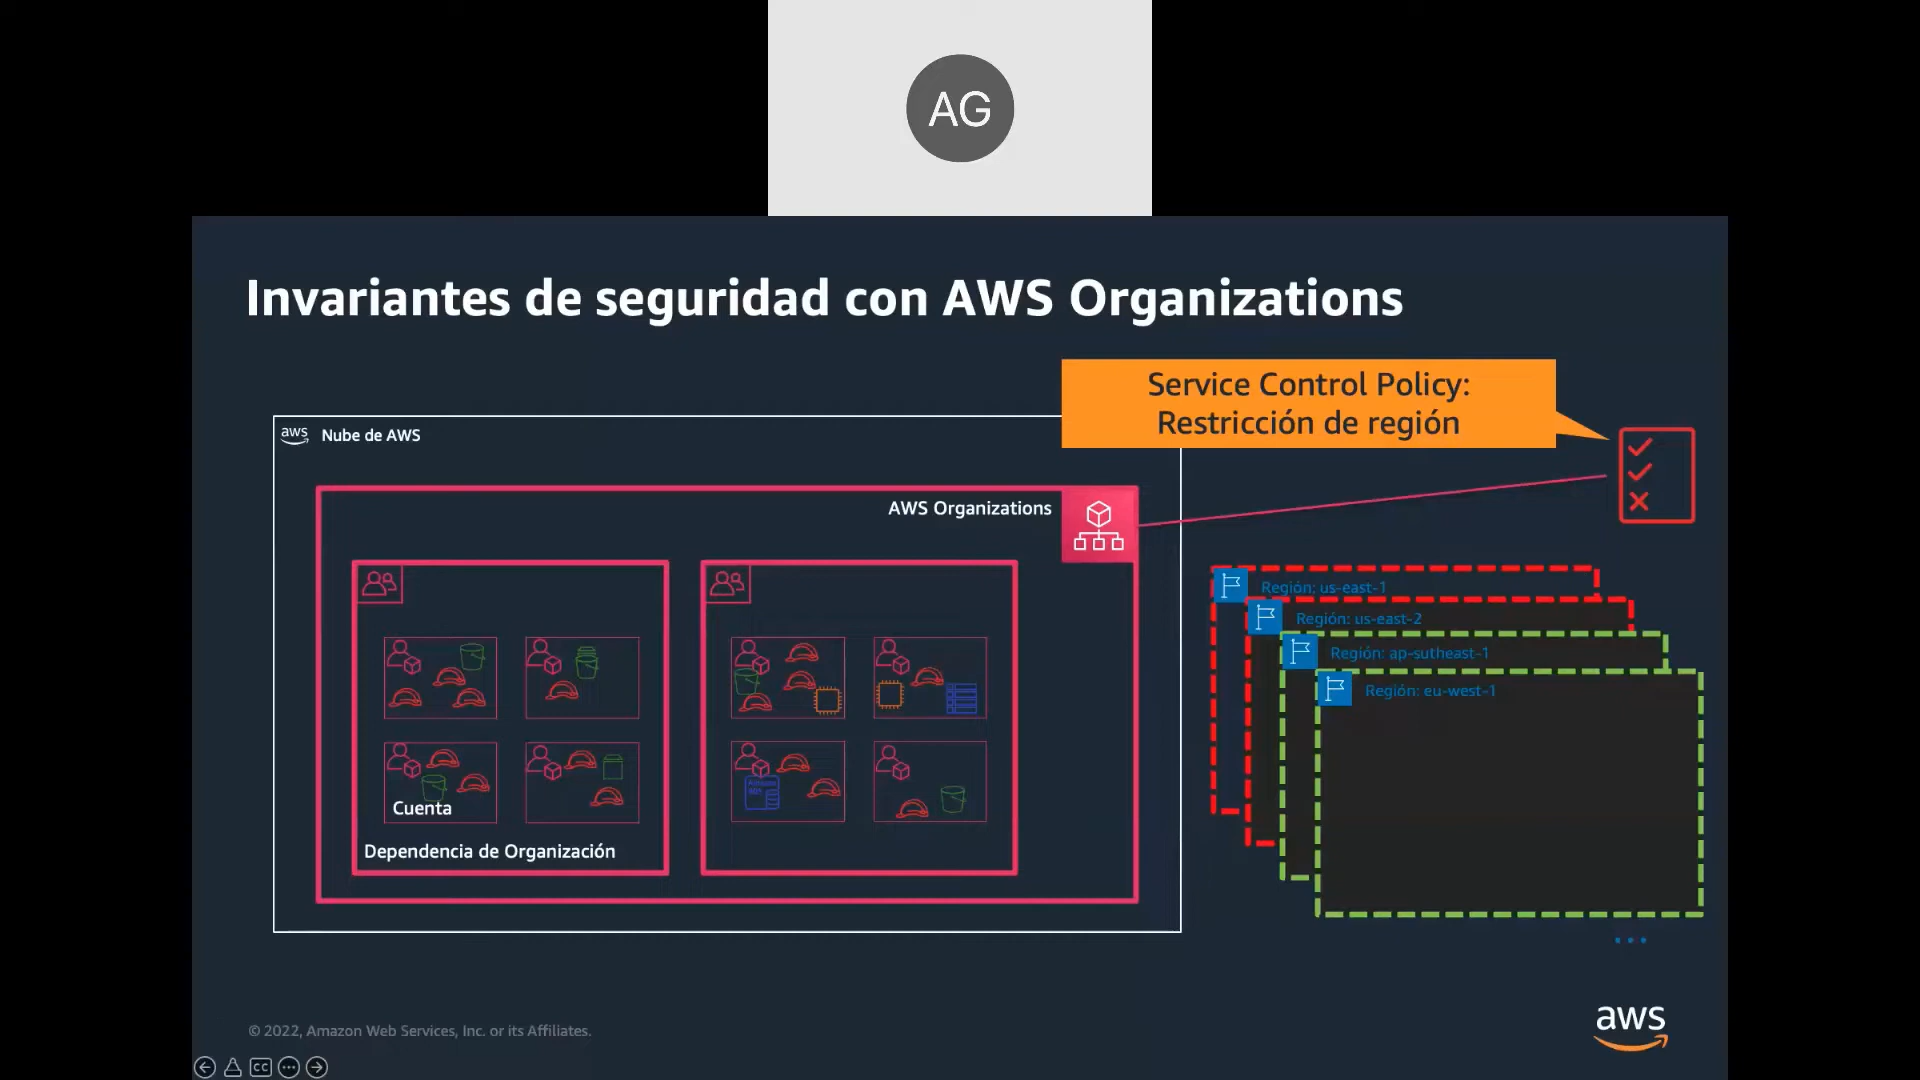 AG
Invariantes de seguridad con AWS Organizations
Service Control Policy:
Restricción de región
aws
Nube de AWS
AWS Organizations
Región: us-east-1
Región: us-east-2
Región: ap-sutheast-1
Región: eu-west-1
Cuenta
Dependencia de Organización
...
© 2022, Amazon Web Services, Inc. or its Affiliates.
aws
CC